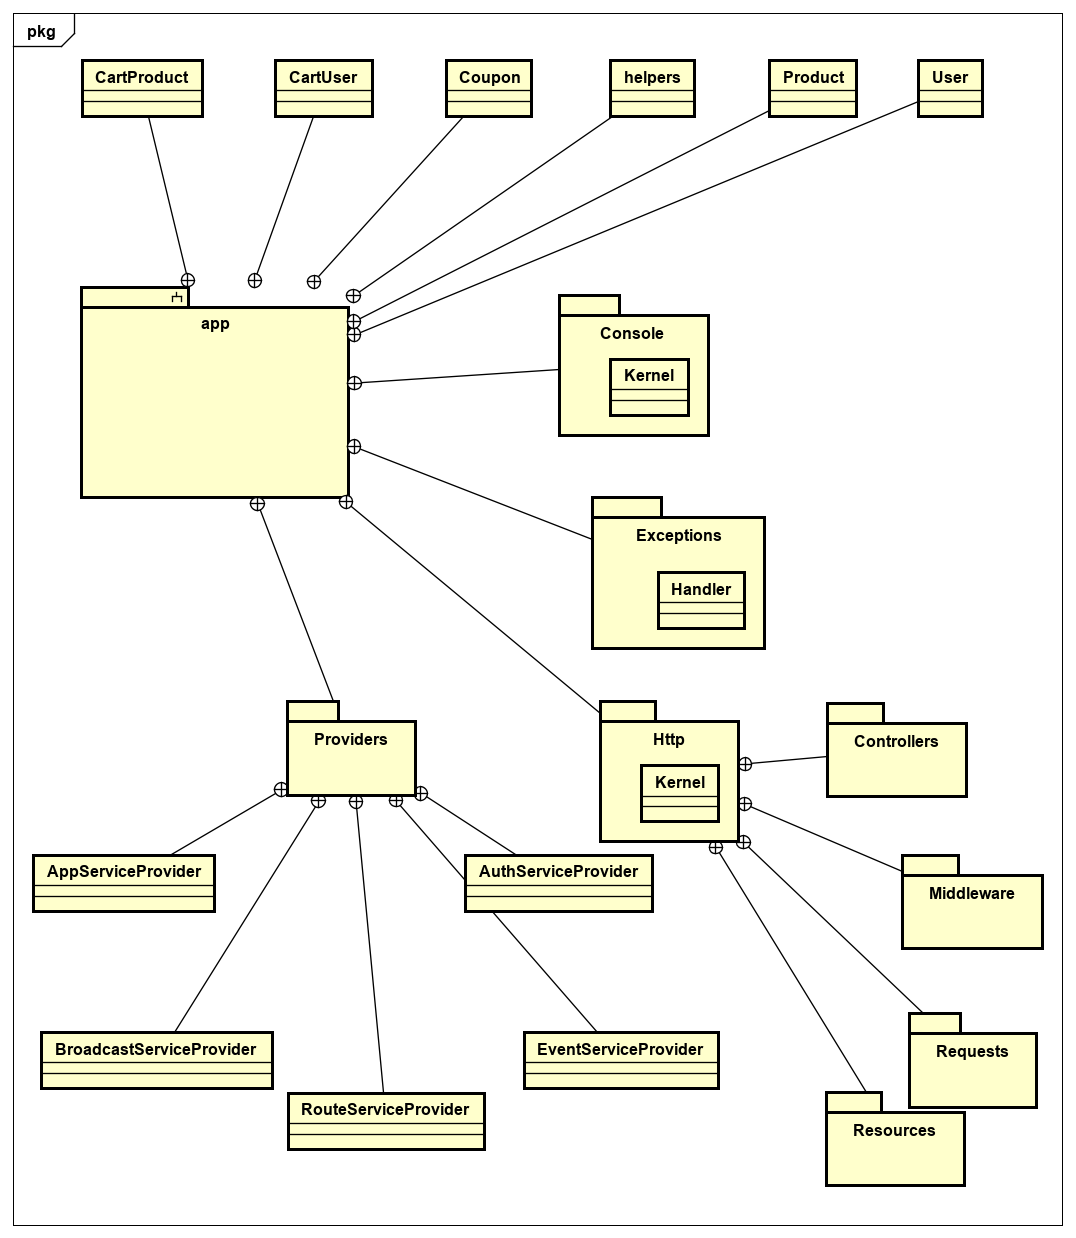 pkg
CartProduct
CartUser
Coupon
helpers
Product
User
app
Console
Kernel
Exceptions
Handler
Providers
Http
Kernel
Controllers
AppServiceProvider
AuthServiceProvider
Middleware
BroadcastServiceProvider
EventServiceProvider
Requests
RouteServiceProvider
Resources